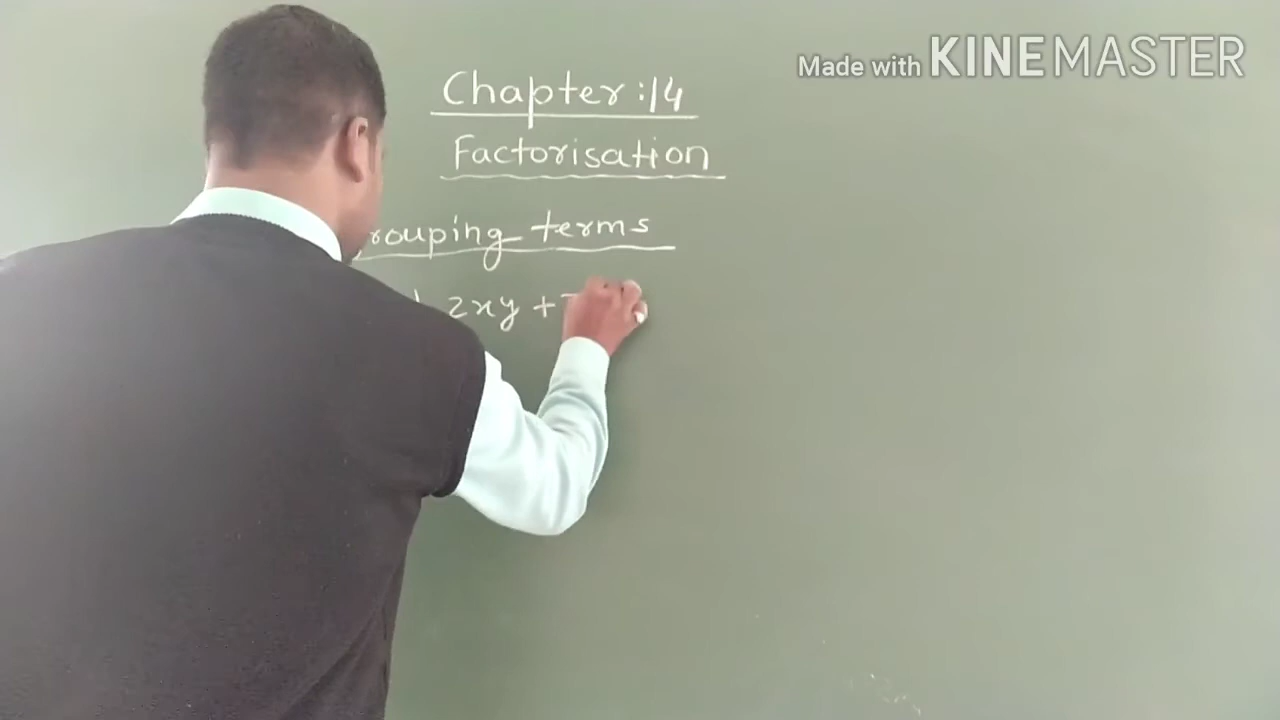 Made with KINEMASTER
Chapter :14
Factorisation
rouping terms
2xy +